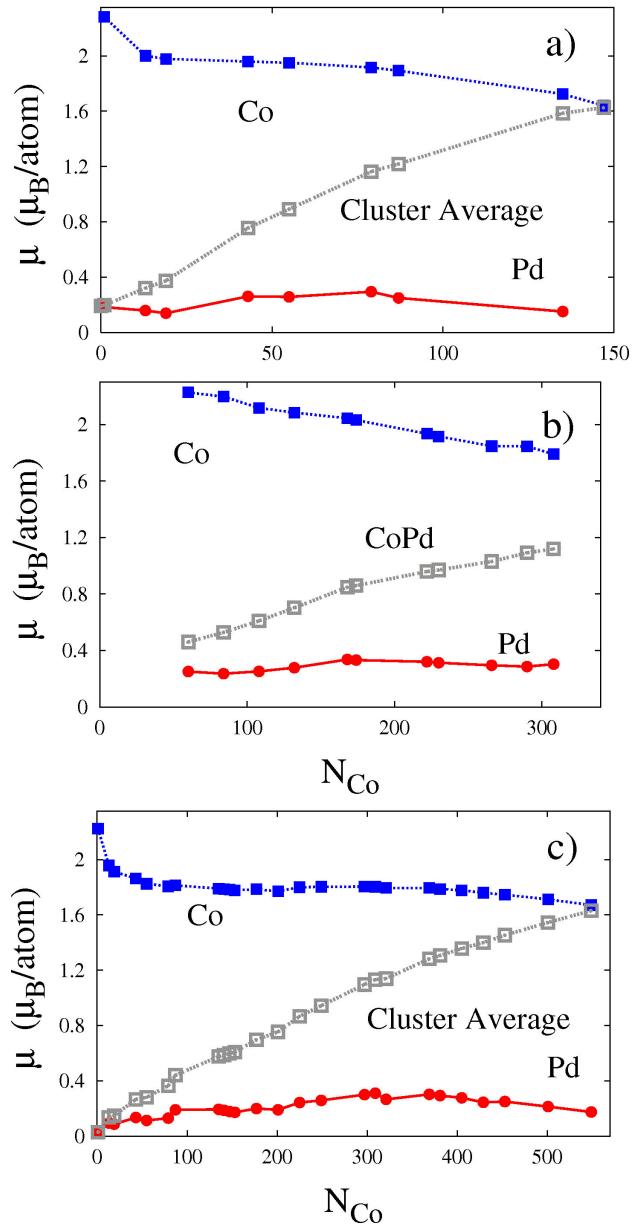 a)
2
1.6
1.2
0.8
0.4
0
μ (μB/atom)
Co
Cluster Average
Pd
0 50 100 150
b)
2
1.6
1.2
0.8
0.4
0
μ (μB/atom)
Co
CoPd
Pd
0 100 200 300
NCo
c)
2
1.6
1.2
0.8
0.4
0
μ (μB/atom)
Co
Cluster Average
Pd
0 100 200 300 400 500
NCo